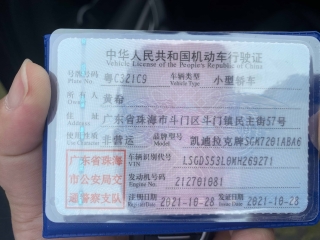 中华人民共和国机动车行驶证
Vehicle License of the People's Republic of China
号牌号码 粤C321C9 车辆类型 Vehicle Type 小型轿车
所有人 黄
住址 Address 广东省珠海市斗门区斗门镇民主街57号
使用性质 Use Character 非营运 品牌型号 Model 凯迪拉克牌SGM7201ABA6
广东省珠海
市公安局交
通警察支队
车辆识别代号 VIN LSGDS53L0MH269271
发动机号码 Engine No. 212761081
注册日期 Register Date 2021-10-28 发证日期 Issue Date 2021-10-28